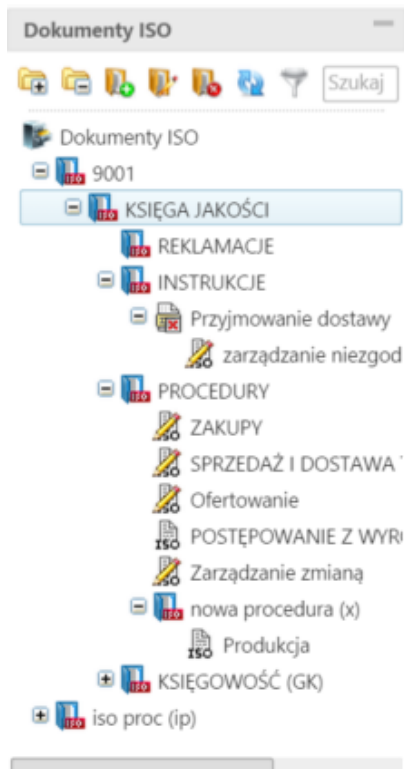 Dokumenty ISO
Szukaj
Dokumenty ISO
9001
KSIĘGA JAKOŚCI
REKLAMACJE
INSTRUKCJE
Przyjmowanie dostawy
zarządzanie niezgod
PROCEDURY
ZAKUPY
SPRZEDAŻ I DOSTAWA
Ofertowanie
POSTĘPOWANIE Z WYR
Zarządzanie zmianą
nowa procedura (x)
Produkcja
KSIĘGOWOŚĆ (GK)
iso proc (ip)